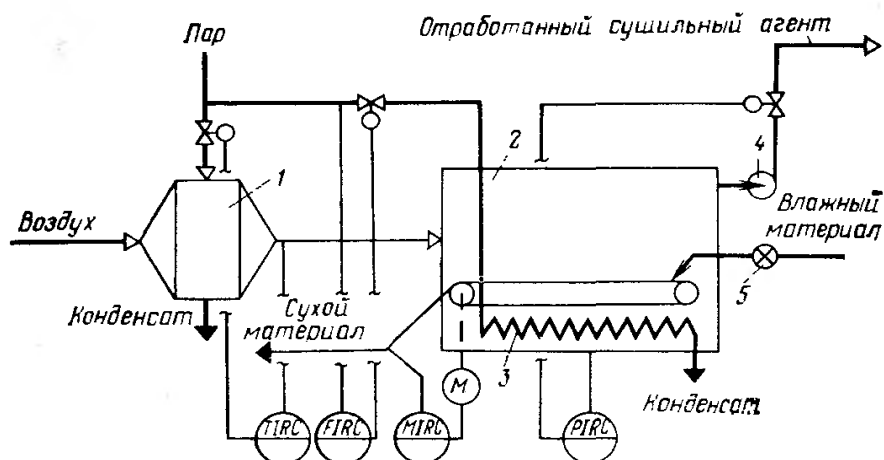 Пар
Отработанный сушильный агент
2
4
1
Воздух
Влажный
материал
5
Конденсат
Сухой
материал
3
М
Конденсат
TIRC
FIRC
MIRC
PIRC